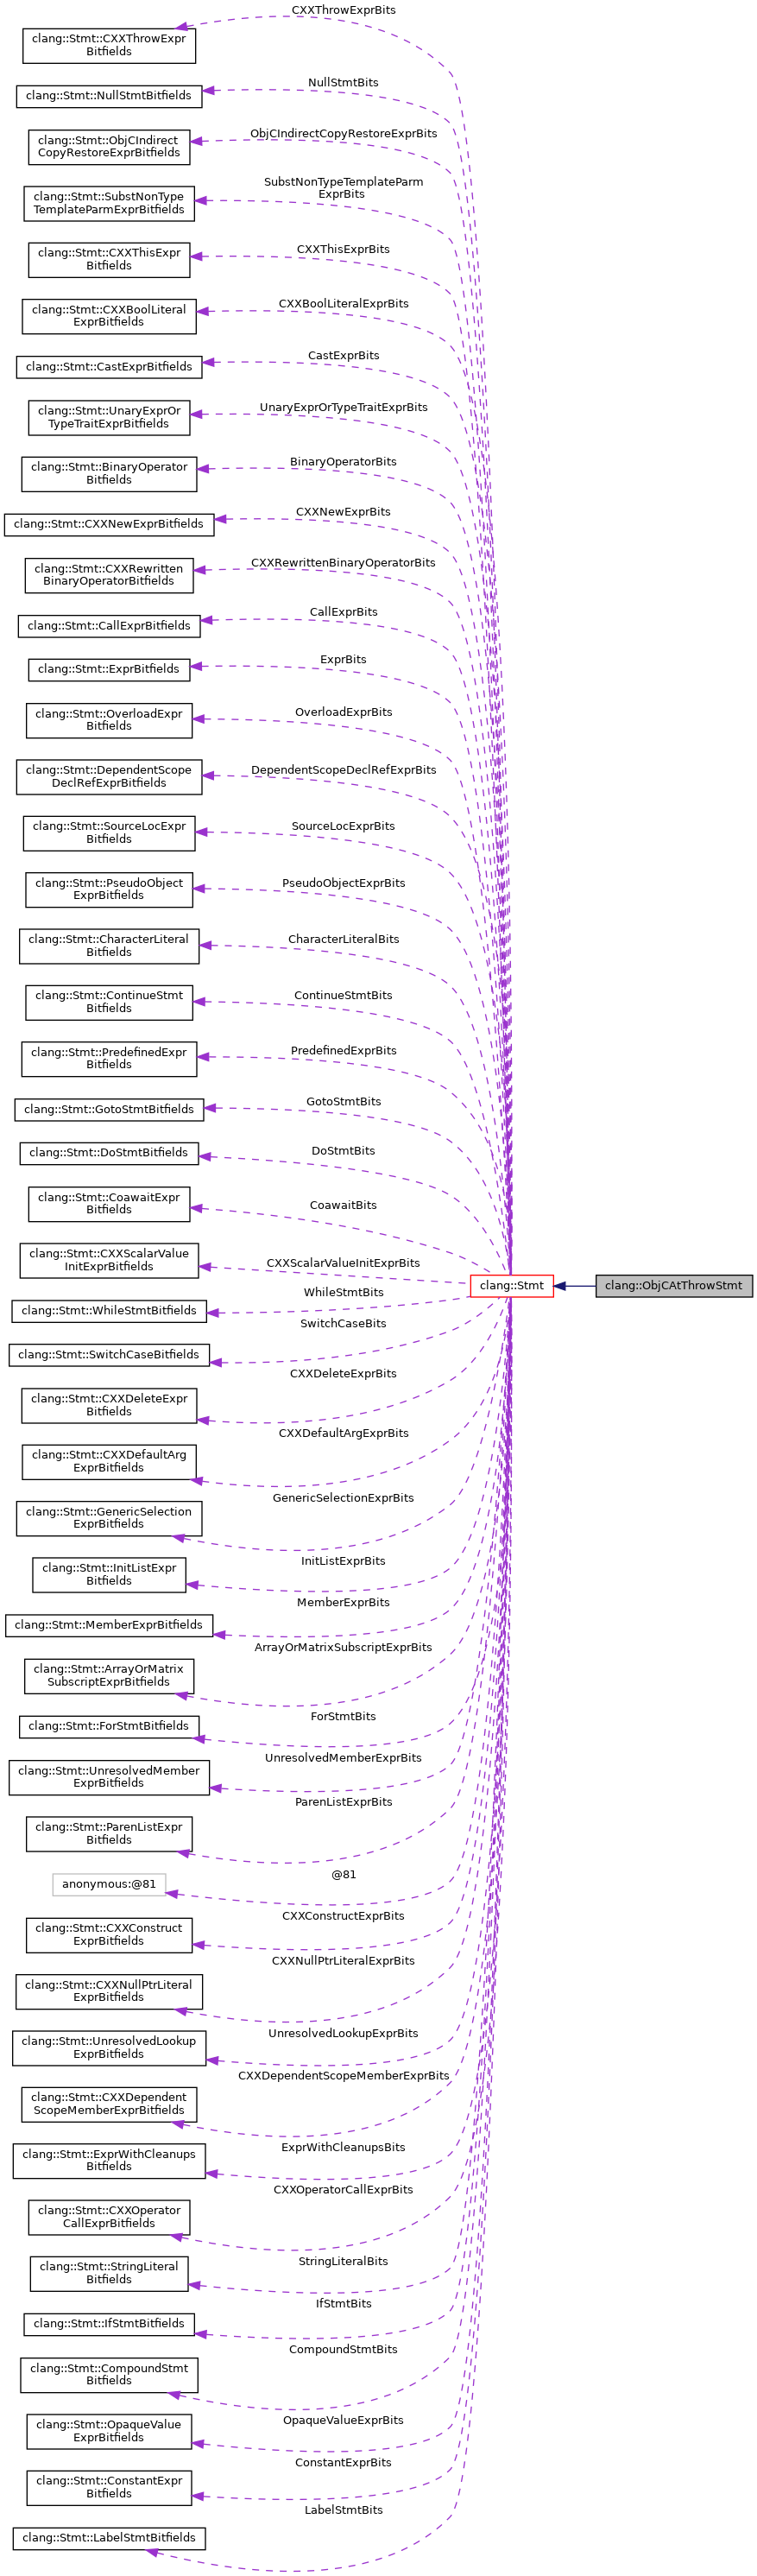 CXXThrowExprBits
clang::Stmt::CXXThrowExpr
Bitfields
NullStmtBits
clang::Stmt::NullStmtBitfields
ObjCIndirectCopyRestoreExprBits
clang::Stmt::ObjCIndirect
CopyRestoreExprBitfields
SubstNonTypeTemplateParm
ExprBits
clang::Stmt::SubstNonType
TemplateParmExprBitfields
CXXThisExprBits
clang::Stmt::CXXThisExpr
Bitfields
CXXBoolLiteralExprBits
clang::Stmt::CXXBoolLiteral
ExprBitfields
CastExprBits
clang::Stmt::CastExprBitfields
UnaryExprOrTypeTraitExprBits
clang::Stmt::UnaryExprOr
TypeTraitExprBitfields
BinaryOperatorBits
clang::Stmt::BinaryOperator
Bitfields
CXXNewExprBits
clang::Stmt::CXXNewExprBitfields
CXXRewrittenBinaryOperatorBits
clang::Stmt::CXXRewritten
BinaryOperatorBitfields
CallExprBits
clang::Stmt::CallExprBitfields
ExprBits
clang::Stmt::ExprBitfields
OverloadExprBits
clang::Stmt::OverloadExpr
Bitfields
DependentScopeDeclRefExprBits
clang::Stmt::DependentScope
DeclRefExprBitfields
SourceLocExprBits
clang::Stmt::SourceLocExpr
Bitfields
PseudoObjectExprBits
clang::Stmt::PseudoObject
ExprBitfields
CharacterLiteralBits
clang::Stmt::CharacterLiteral
Bitfields
ContinueStmtBits
clang::Stmt::ContinueStmt
Bitfields
PredefinedExprBits
clang::Stmt::PredefinedExpr
Bitfields
GotoStmtBits
clang::Stmt::GotoStmtBitfields
DoStmtBits
clang::Stmt::DoStmtBitfields
CoawaitBits
clang::Stmt::CoawaitExpr
Bitfields
CXXScalarValueInitExprBits
clang::Stmt::CXXScalarValue
InitExprBitfields
clang::Stmt
clang::ObjCAtThrowStmt
WhileStmtBits
clang::Stmt::WhileStmtBitfields
SwitchCaseBits
clang::Stmt::SwitchCaseBitfields
CXXDeleteExprBits
clang::Stmt::CXXDeleteExpr
Bitfields
CXXDefaultArgExprBits
clang::Stmt::CXXDefaultArg
ExprBitfields
GenericSelectionExprBits
clang::Stmt::GenericSelection
ExprBitfields
InitListExprBits
clang::Stmt::InitListExpr
Bitfields
MemberExprBits
clang::Stmt::MemberExprBitfields
ArrayOrMatrixSubscriptExprBits
clang::Stmt::ArrayOrMatrix
SubscriptExprBitfields
ForStmtBits
clang::Stmt::ForStmtBitfields
UnresolvedMemberExprBits
clang::Stmt::UnresolvedMember
ExprBitfields
ParenListExprBits
clang::Stmt::ParenListExpr
Bitfields
@81
anonymous:@81
CXXConstructExprBits
clang::Stmt::CXXConstruct
ExprBitfields
CXXNullPtrLiteralExprBits
clang::Stmt::CXXNullPtrLiteral
ExprBitfields
UnresolvedLookupExprBits
clang::Stmt::UnresolvedLookup
ExprBitfields
CXXDependentScopeMemberExprBits
clang::Stmt::CXXDependent
ScopeMemberExprBitfields
ExprWithCleanupsBits
clang::Stmt::ExprWithCleanups
Bitfields
CXXOperatorCallExprBits
clang::Stmt::CXXOperator
CallExprBitfields
StringLiteralBits
clang::Stmt::StringLiteral
Bitfields
IfStmtBits
clang::Stmt::IfStmtBitfields
CompoundStmtBits
clang::Stmt::CompoundStmt
Bitfields
OpaqueValueExprBits
clang::Stmt::OpaqueValue
ExprBitfields
ConstantExprBits
clang::Stmt::ConstantExpr
Bitfields
LabelStmtBits
clang::Stmt::LabelStmtBitfields